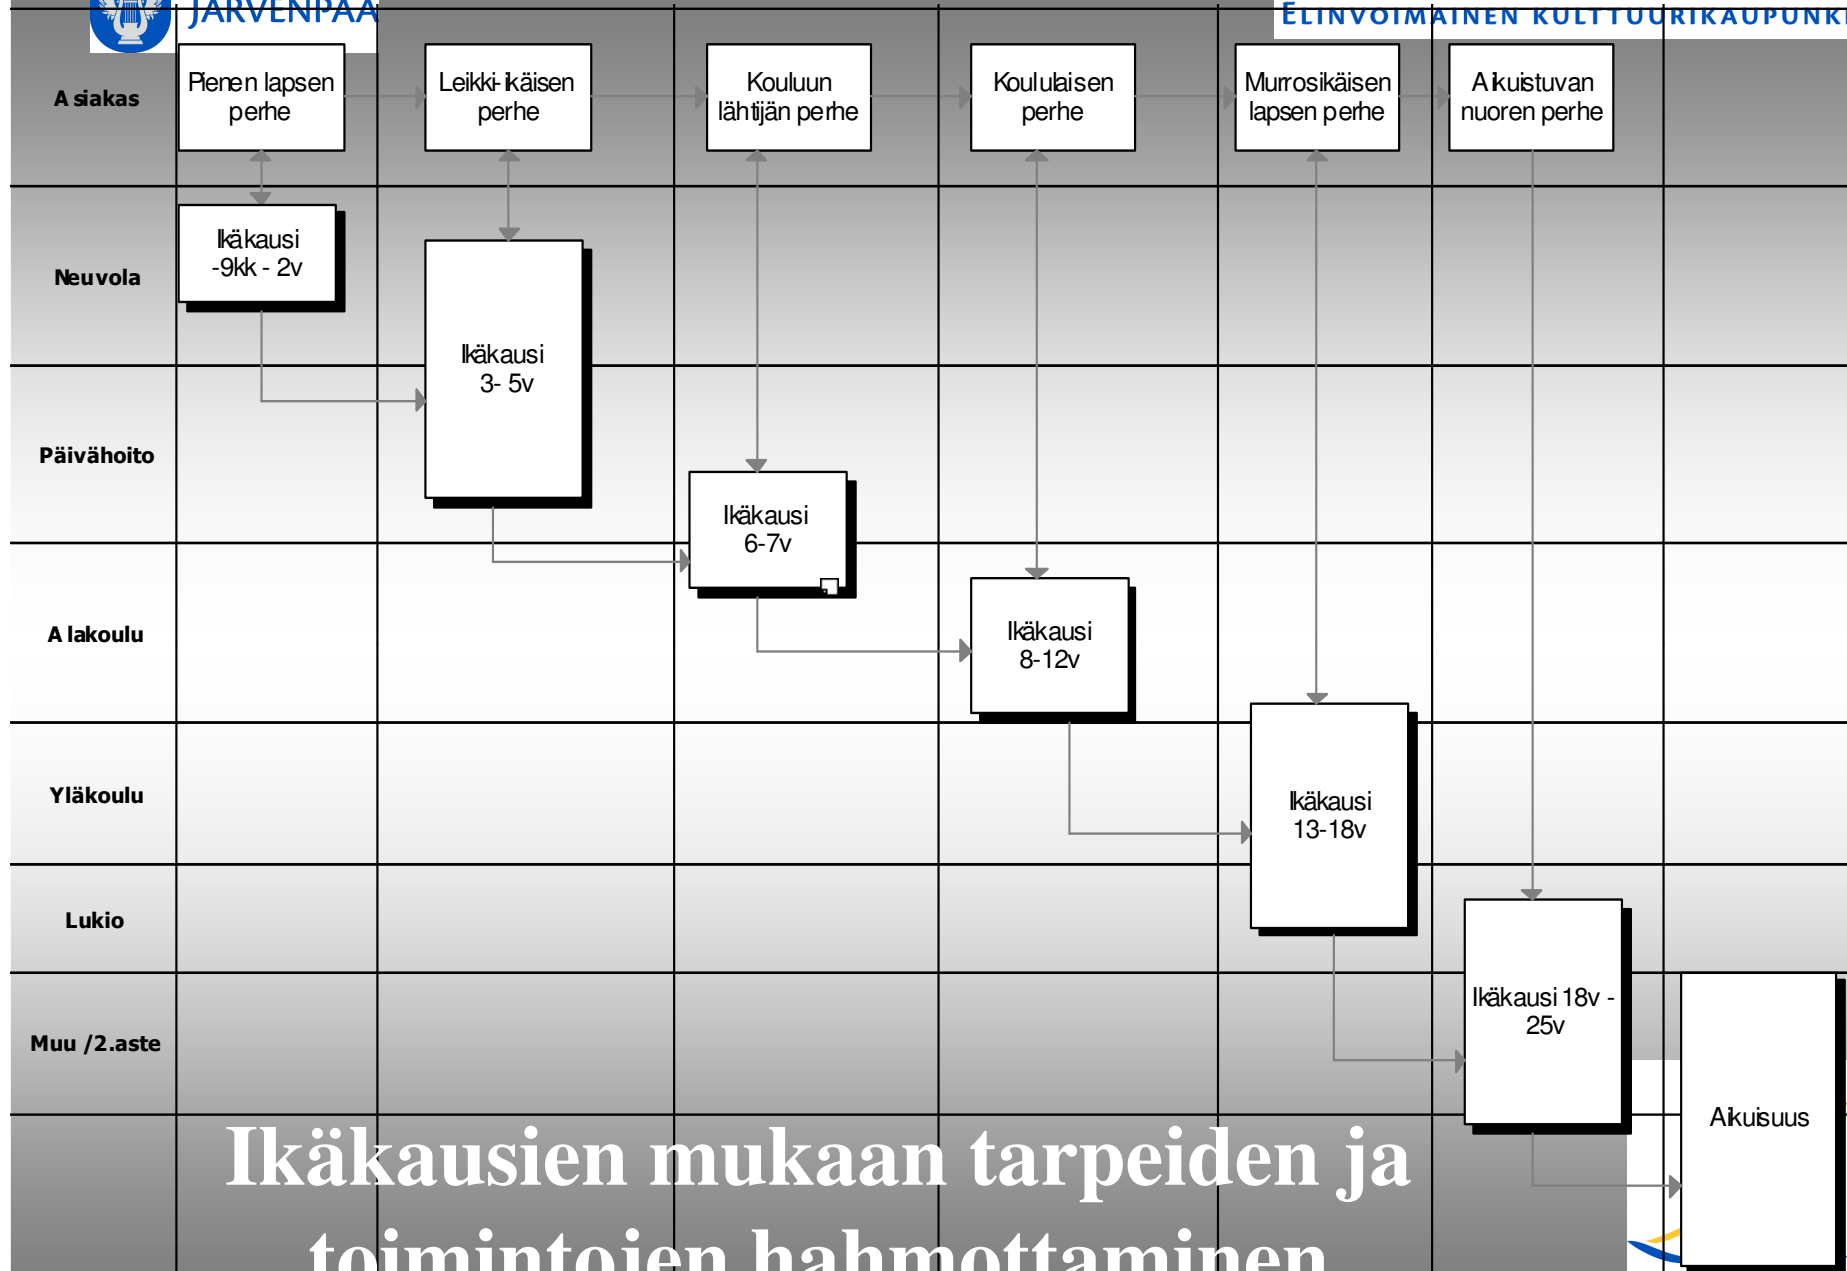 JÄRVENPÄÄ
ELINVOIMAINEN KULTTUURIKAUPUNKI
Asiakas
Pienen lapsen
perhe
Leikki-ikäisen
perhe
Kouluun
lähtijän perhe
Koululaisen
perhe
Murrosikäisen
lapsen perhe
Aikuistuvan
nuoren perhe
Neuvola
Ikäkausi
-9kk - 2v
Ikäkausi
3- 5v
Päivähoito
Ikäkausi
6-7v
Alakoulu
Ikäkausi
8-12v
Yläkoulu
Ikäkausi
13-18v
Lukio
Muu /2.aste
Ikäkausi 18v -
25v
Aikuisuus
Ikäkausien mukaan tarpeiden ja
toimintojen hahmottaminen